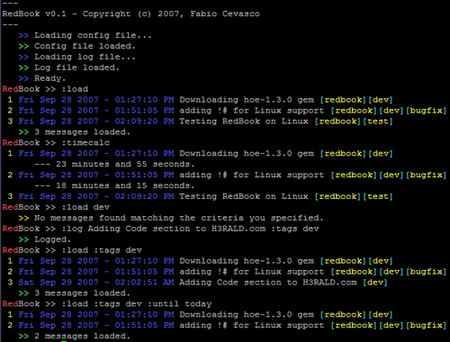 ---
RedBook v0.1 - Copyright (c) 2007, Fabio Cevasco
---
>> Loading config file...
>> Config file loaded.
>> Loading log file...
>> Log file loaded.
>> Ready.
RedBook >> :load
1 Fri Sep 28 2007 - 01:27:10 PM Downloading hoe-1.3.0 gem [redbook][dev]
2 Fri Sep 28 2007 - 01:51:05 PM adding !# for Linux support [redbook][dev][bugfix]
3 Fri Sep 28 2007 - 02:09:20 PM Testing RedBook on Linux [redbook][test]
>> 3 messages loaded.
RedBook >> :timecalc
1 Fri Sep 28 2007 - 01:27:10 PM Downloading hoe-1.3.0 gem [redbook][dev]
--- 23 minutes and 55 seconds.
2 Fri Sep 28 2007 - 01:51:05 PM adding !# for Linux support [redbook][dev][bugfix]
--- 18 minutes and 15 seconds.
3 Fri Sep 28 2007 - 02:09:20 PM Testing RedBook on Linux [redbook][test]
RedBook >> :load dev
>> No messages found matching the criteria you specified.
RedBook >> :log Adding Code section to H3RALD.com :tags dev
>> Logged.
RedBook >> :load :tags dev
1 Fri Sep 28 2007 - 01:27:10 PM Downloading hoe-1.3.0 gem [redbook][dev]
2 Fri Sep 28 2007 - 01:51:05 PM adding !# for Linux support [redbook][dev][bugfix]
3 Sat Sep 29 2007 - 02:02:51 AM Adding Code section to H3RALD.com [dev]
>> 3 messages loaded.
RedBook >> :load :tags dev :until today
1 Fri Sep 28 2007 - 01:27:10 PM Downloading hoe-1.3.0 gem [redbook][dev]
2 Fri Sep 28 2007 - 01:51:05 PM adding !# for Linux support [redbook][dev][bugfix]
>> 2 messages loaded.